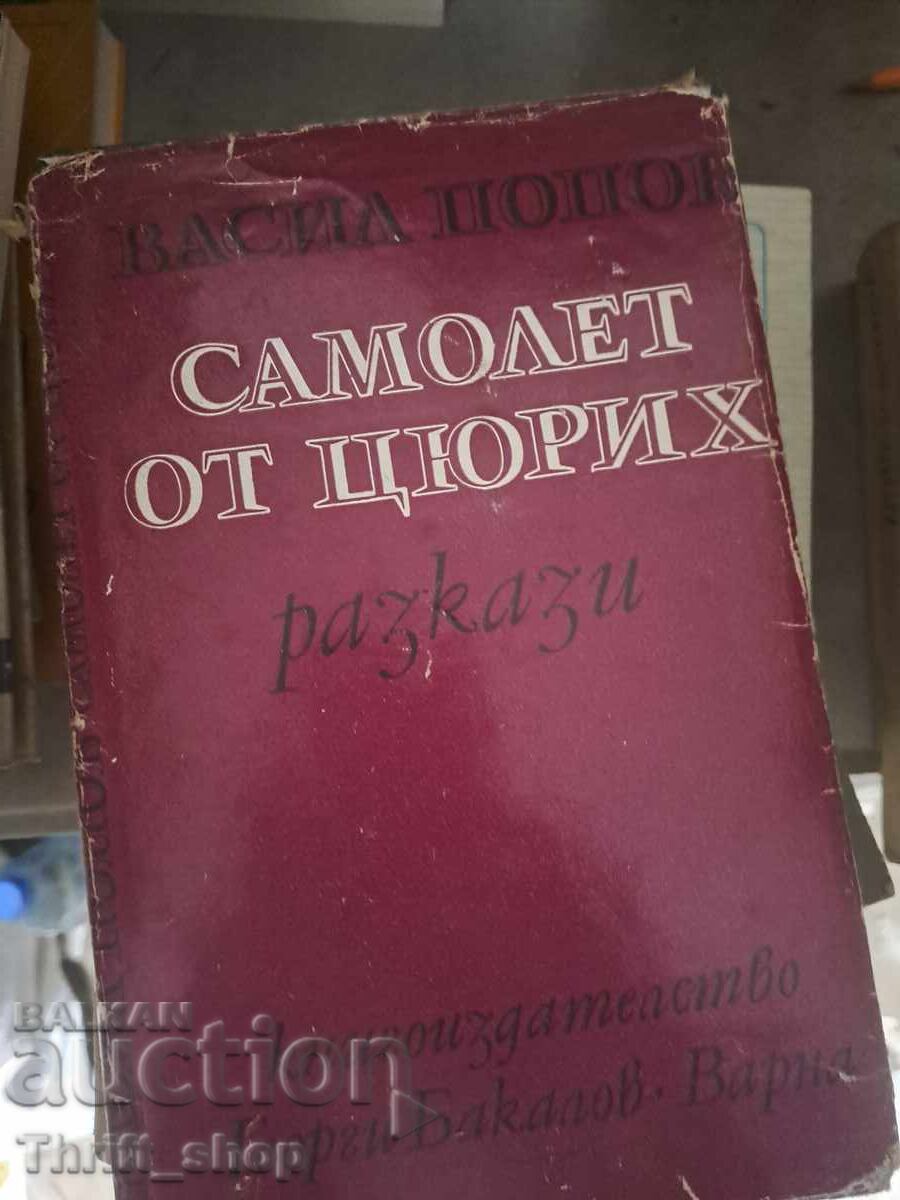 ВАСИЛ ПОПОВ
САМОЛЕТ
ОТ ЦЮРИХ
разкази
книгоиздателство
Георги Бакалов · Варна
BALKAN
auction
Thrift_shop